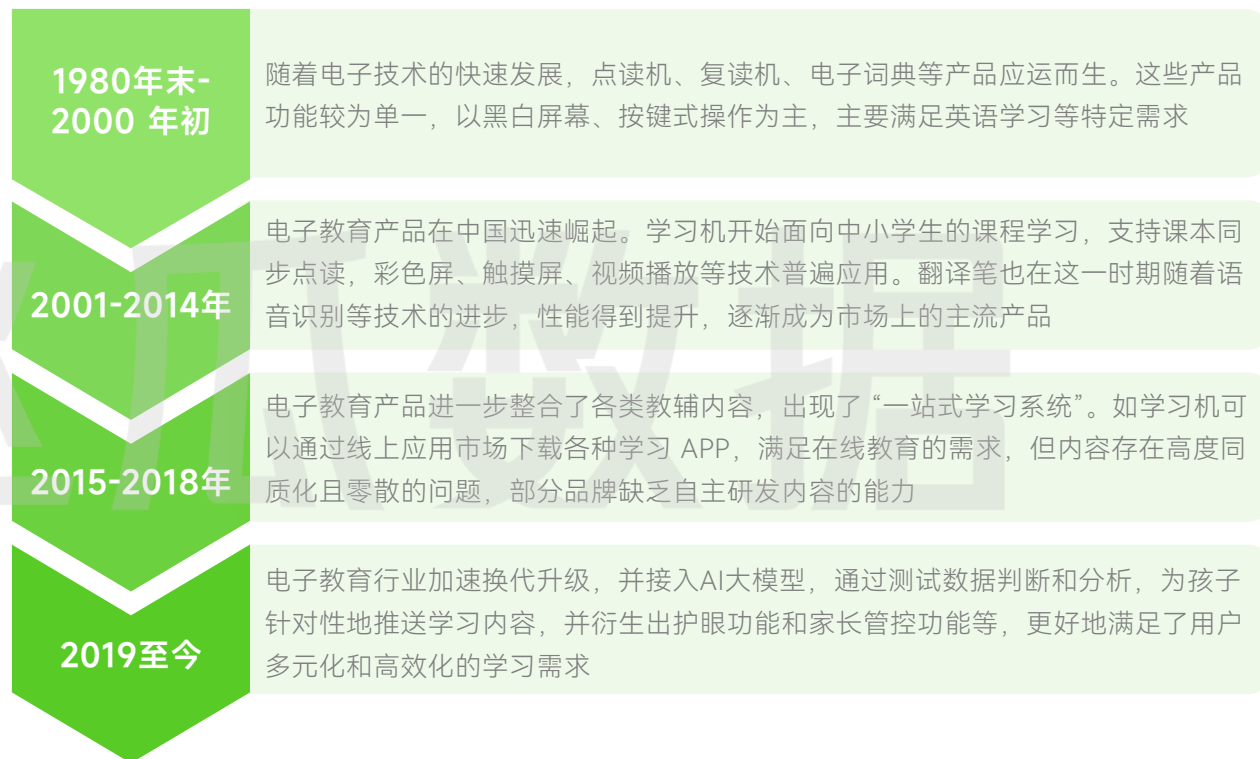 1980年末-
2000 年初
随着电子技术的快速发展，点读机、复读机、电子词典等产品应运而生。这些产品
功能较为单一，以黑白屏幕、按键式操作为主，主要满足英语学习等特定需求
2001-2014年
电子教育产品在中国迅速崛起。学习机开始面向中小学生的课程学习，支持课本同
步点读，彩色屏、触摸屏、视频播放等技术普遍应用。翻译笔也在这一时期随着语
音识别等技术的进步，性能得到提升，逐渐成为市场上的主流产品
2015-2018年
电子教育产品进一步整合了各类教辅内容，出现了 “一站式学习系统”。如学习机可
以通过线上应用市场下载各种学习 APP，满足在线教育的需求，但内容存在高度同
质化且零散的问题，部分品牌缺乏自主研发内容的能力
2019至今
电子教育行业加速换代升级，并接入AI大模型，通过测试数据判断和分析，为孩子
针对性地推送学习内容，并衍生出护眼功能和家长管控功能等，更好地满足了用户
多元化和高效化的学习需求
瓜数据